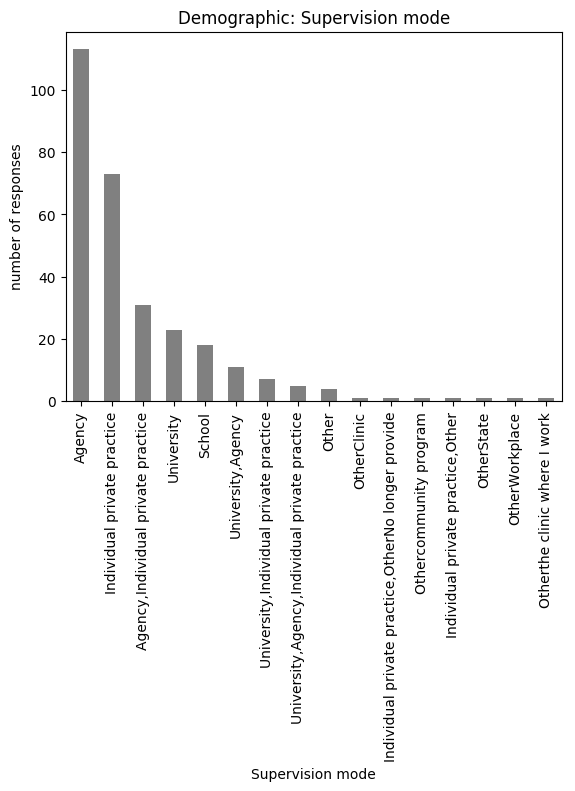 Demographic: Supervision mode
number of responses
100
80
60
40
20
0
Agency
Individual private practice
Agency,Individual private practice
University
School
University,Agency
University,Individual private practice
University,Agency,Individual private practice
Other
OtherClinic
Individual private practice,OtherNo longer provide
Othercommunity program
Individual private practice,Other
OtherState
OtherWorkplace
Otherthe clinic where I work
Supervision mode